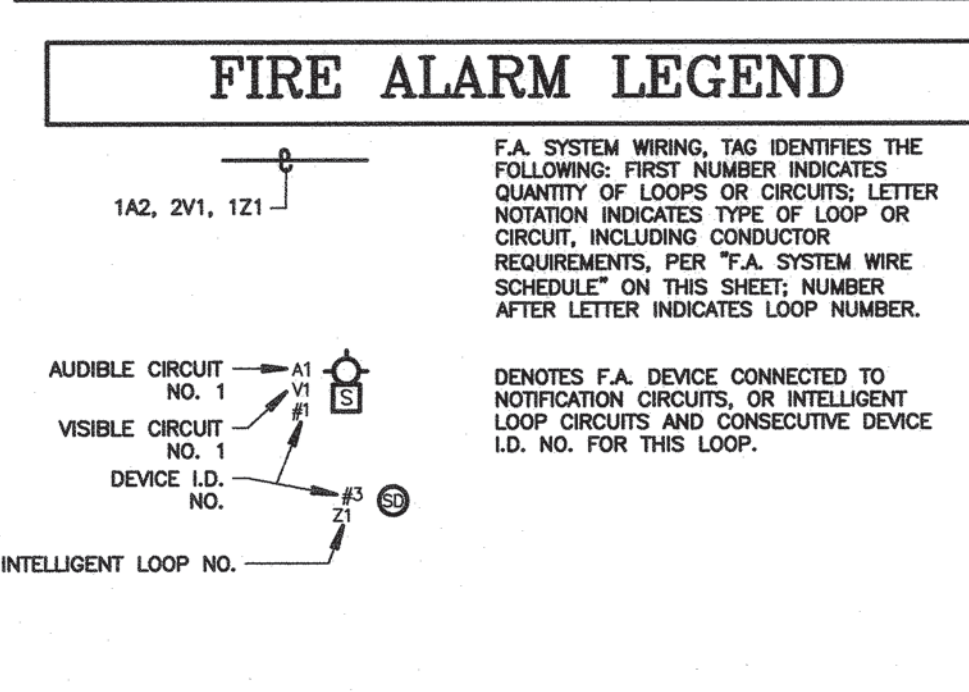 FIRE ALARM LEGEND
1A2, 2V1, 1Z1
F.A. SYSTEM WIRING, TAG IDENTIFIES THE
FOLLOWING: FIRST NUMBER INDICATES
QUANTITY OF LOOPS OR CIRCUITS; LETTER
NOTATION INDICATES TYPE OF LOOP OR
CIRCUIT, INCLUDING CONDUCTOR
REQUIREMENTS, PER "F.A. SYSTEM WIRE
SCHEDULE" ON THIS SHEET; NUMBER
AFTER LETTER INDICATES LOOP NUMBER.
AUDIBLE CIRCUIT
NO. 1
VISIBLE CIRCUIT
NO. 1
DEVICE I.D.
NO.
INTELLIGENT LOOP NO.
A1
V1
#1
S
#3
Z1
SD
DENOTES F.A. DEVICE CONNECTED TO
NOTIFICATION CIRCUITS, OR INTELLIGENT
LOOP CIRCUITS AND CONSECUTIVE DEVICE
I.D. NO. FOR THIS LOOP.